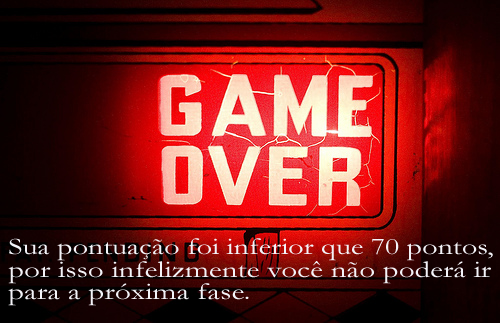 GAME
OVER
Sua pontuação foi inferior que 70 pontos,
por isso infelizmente você não poderá ir
para a próxima fase.